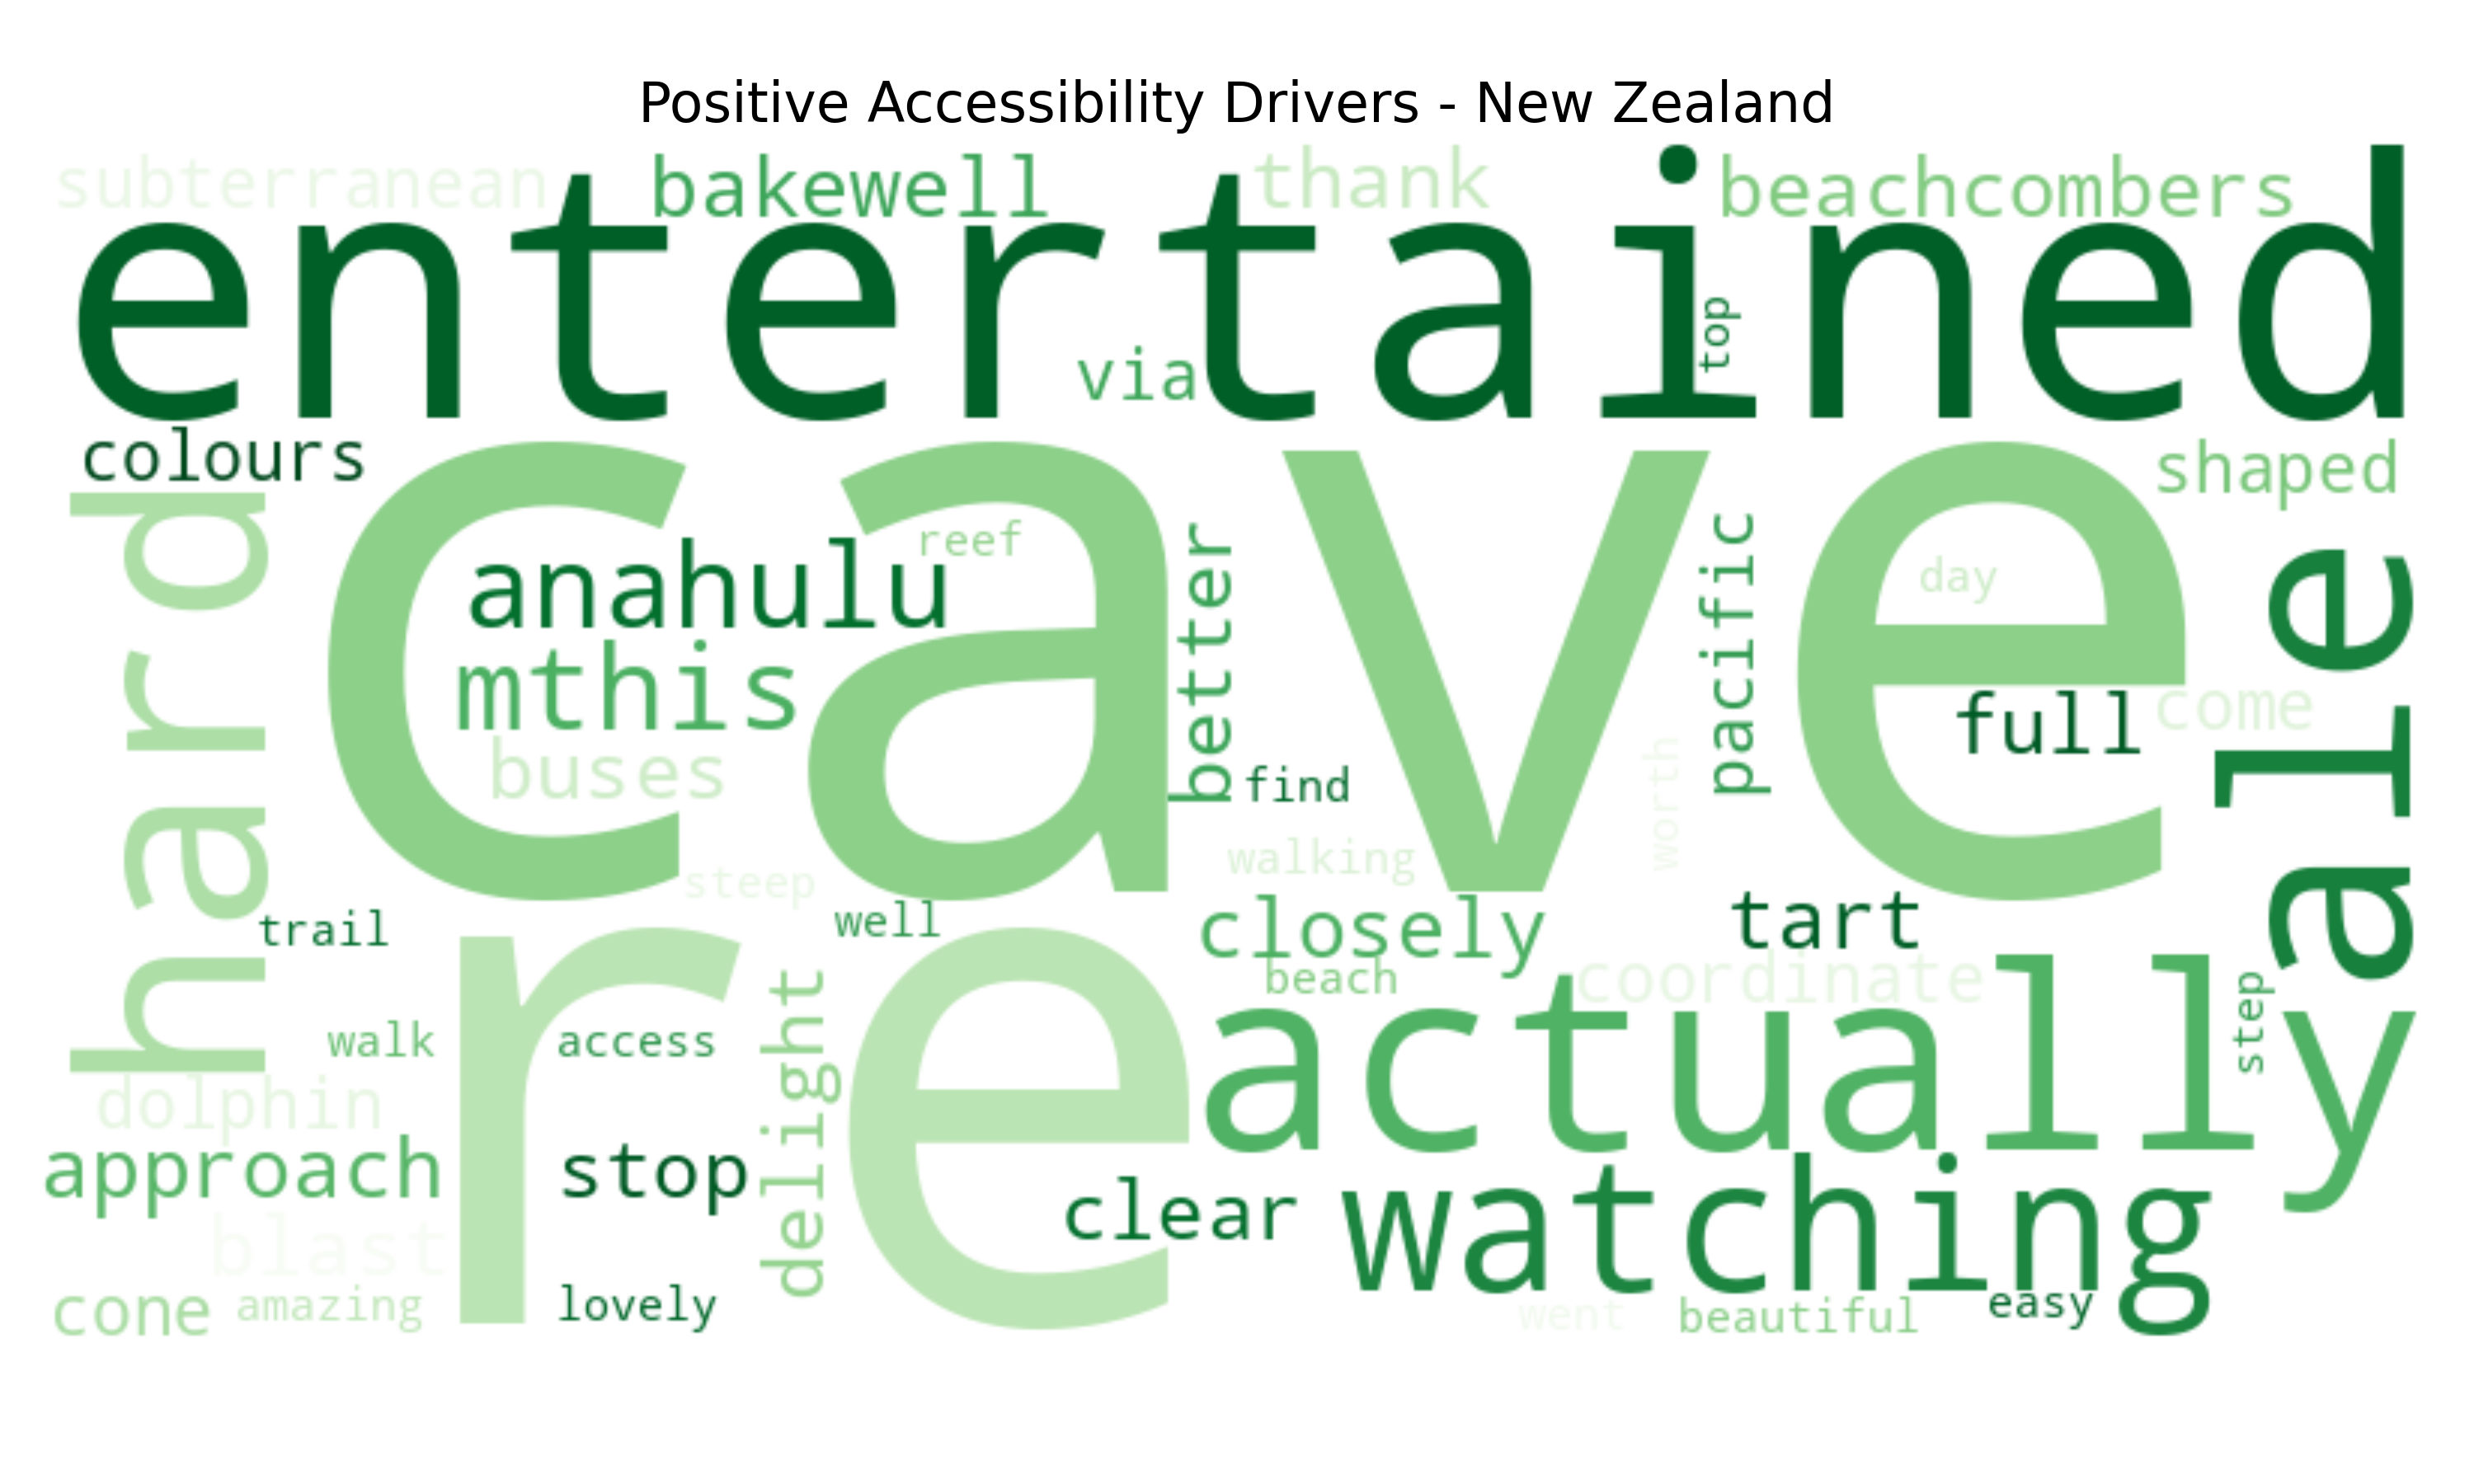 Positive Accessibility Drivers - New Zealand
subterranean
bakewell
thank
beachcombers
entertained
top
via
colours
shaped
cave
hard
reef
anahulu
better
pacific
day
ale
mthis
full
come
buses
find
worth
walking
steep
well
trail
closely
tart
re
beach
coordinate
actually
step
delight
walk
access
dolphin
approach
stop
clear
watching
blast
cone
amazing
lovely
went
beautiful
easy